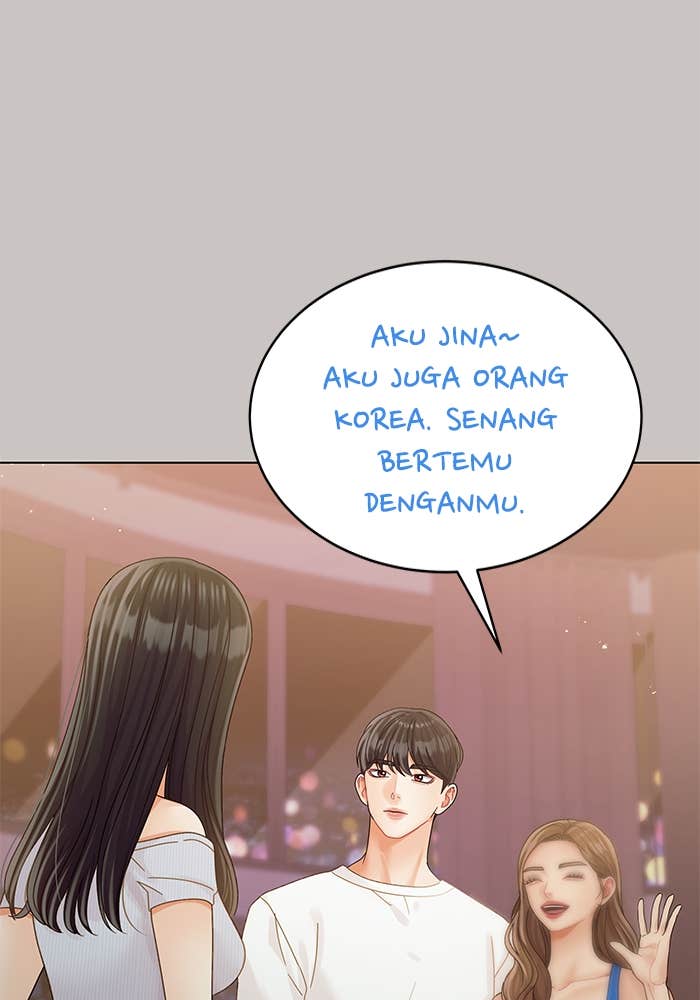 AKU JINA~
AKU JUGA ORANG
KOREA. SENANG
BERTEMU
DENGANMU.